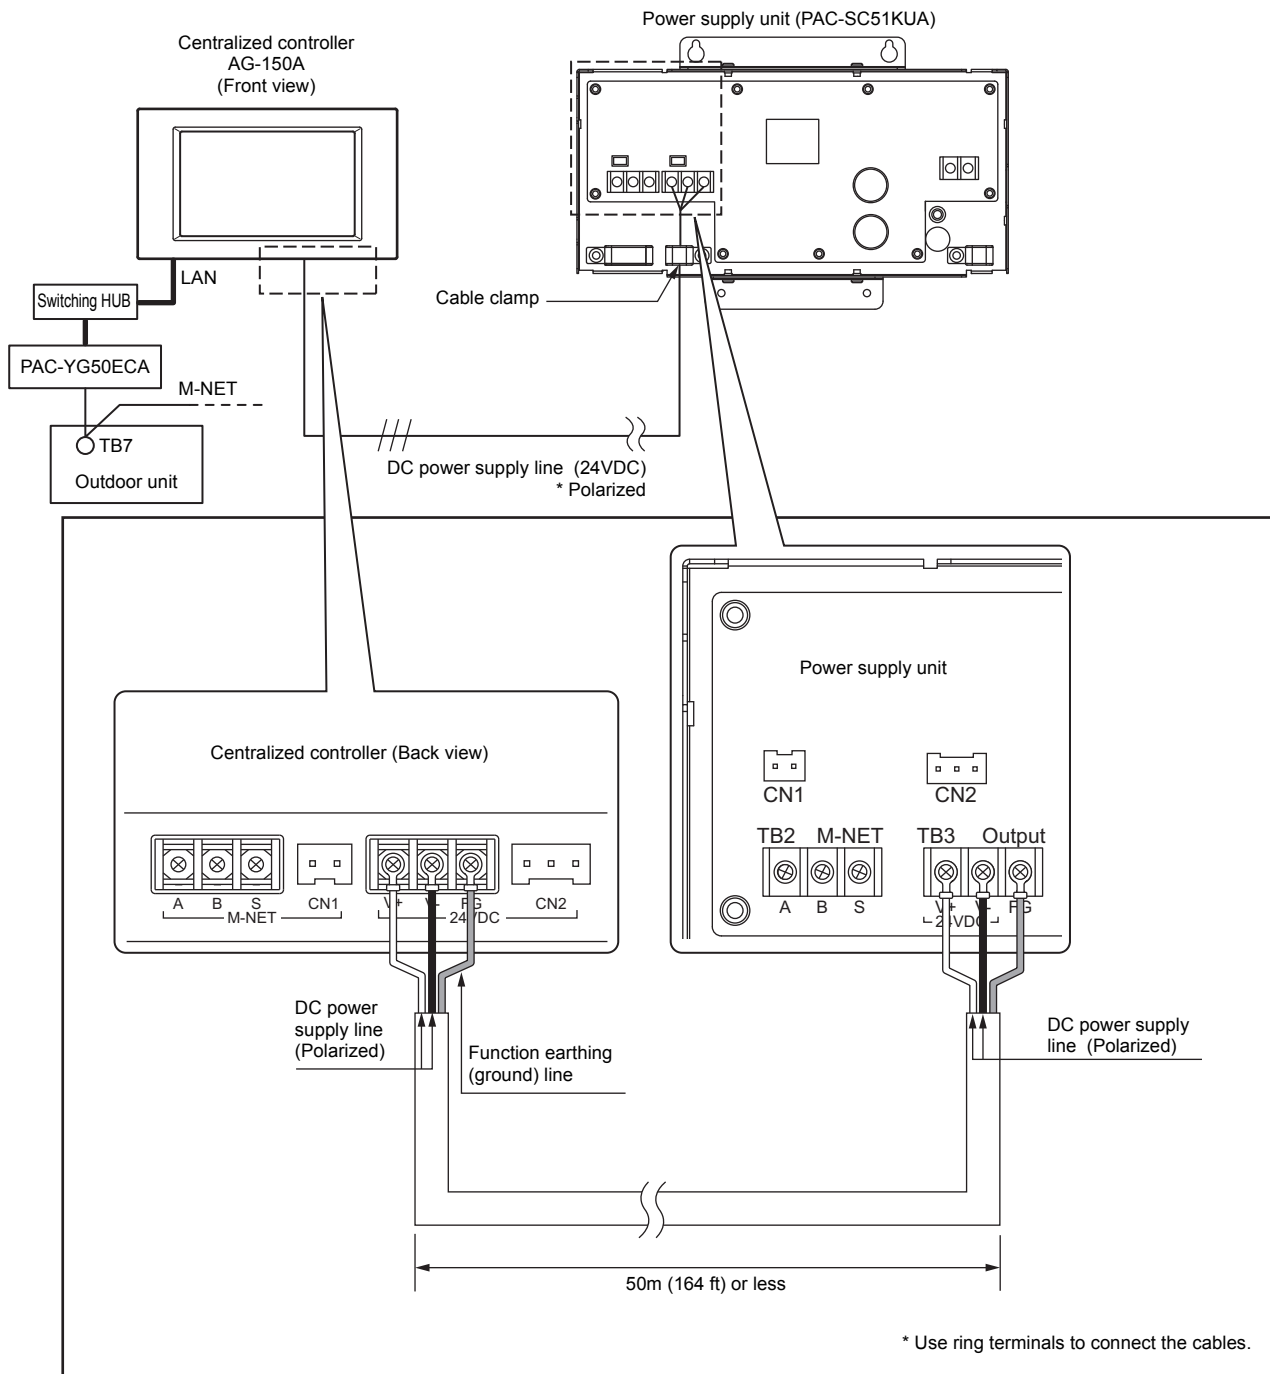 Power supply unit (PAC-SC51KUA)
Centralized controller
AG-150A
(Front view)
LAN
Switching HUB
Cable clamp
PAC-YG50ECA
M-NET
TB7
Outdoor unit
DC power supply line (24VDC)
* Polarized
Power supply unit
Centralized controller (Back view)
CN1
CN2
TB2 M-NET
TB3 Output
A B S
V+ V- FG
24VDC
A B S
M-NET
CN1
V+ V- FG
24VDC
CN2
DC power
supply line
(Polarized)
Function earthing
(ground) line
DC power supply
line (Polarized)
50m (164 ft) or less
* Use ring terminals to connect the cables.